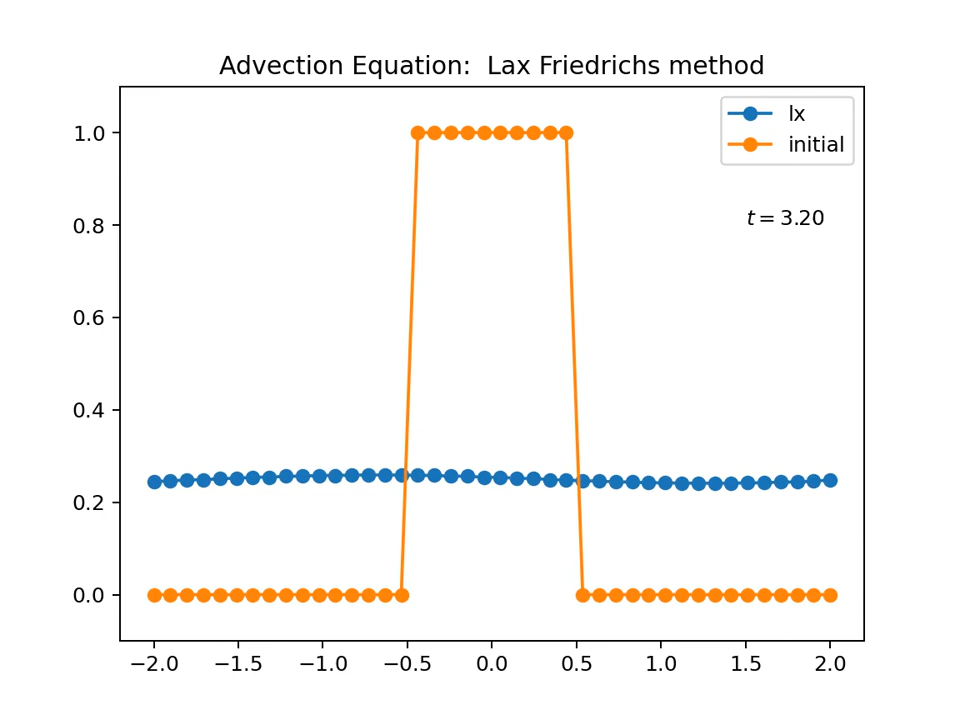 Advection Equation:  Lax Friedrichs method
lx
initial
t = 3.20
1.0
0.8
0.6
0.4
0.2
0.0
−2.0 −1.5 −1.0 −0.5 0.0 0.5 1.0 1.5 2.0